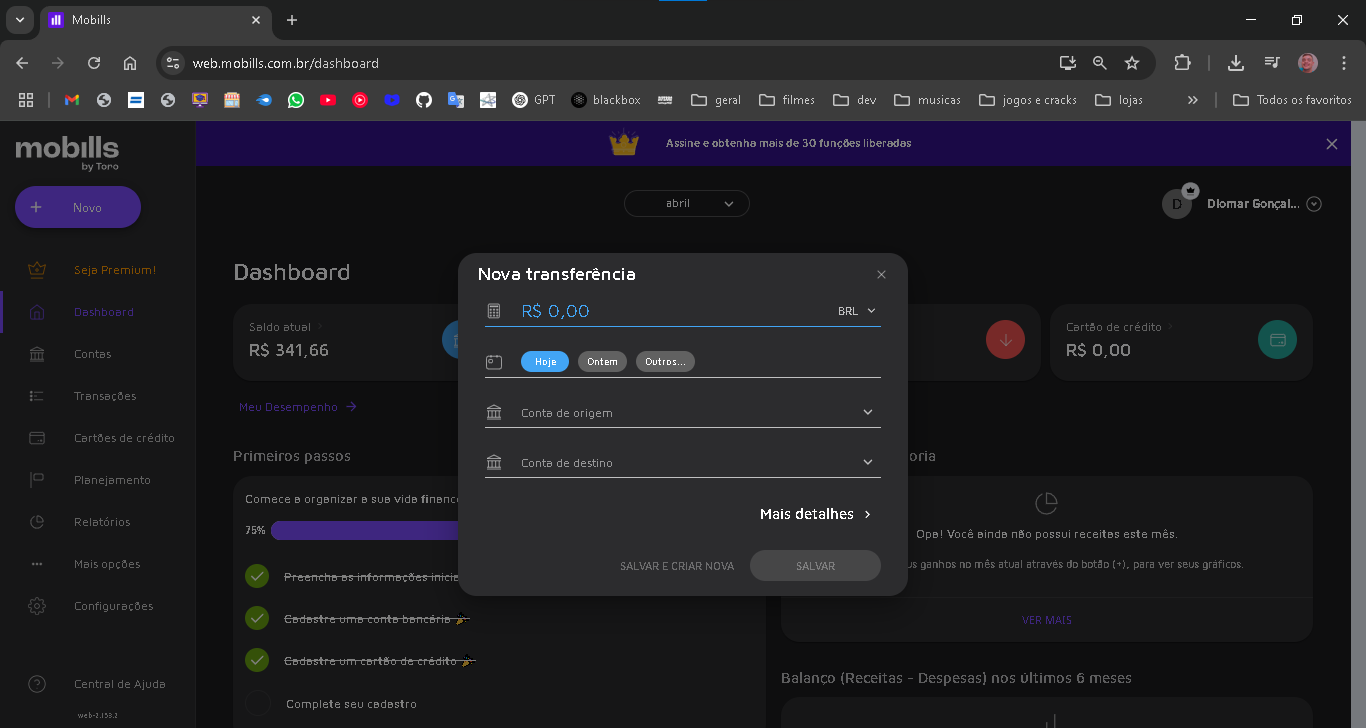 Mobills
web.mobills.com.br/dashboard
GPT
blackbox
geral
filmes
dev
musicas
jogos e cracks
lojas
Todos os favoritos
mobills
by Toro
Assine e obtenha mais de 30 funções liberadas
+ Novo
abril
D
Diomar Gonçal...
Seja Premium!
Dashboard
Contas
Transações
Cartões de crédito
Planejamento
Relatórios
Mais opções
Configurações
Central de Ajuda
web-2.153.2
Dashboard
Saldo atual
R$ 341,66
Cartão de crédito
R$ 0,00
Meu Desempenho
Primeiros passos
Comece a organizar a sua vida financ
75%
Preencha as informações inicia
Cadastre uma conta bancária
Cadastre um cartão de crédito
Complete seu cadastro
Nova transferência
R$ 0,00
BRL
Hoje
Ontem
Outros...
Conta de origem
Conta de destino
Mais detalhes
SALVAR E CRIAR NOVA
SALVAR
oria
Opa! Você ainda não possui receitas este mês.
us ganhos no mês atual através do botão (+), para ver seus gráficos.
VER MAIS
Balanço (Receitas - Despesas) nos últimos 6 meses